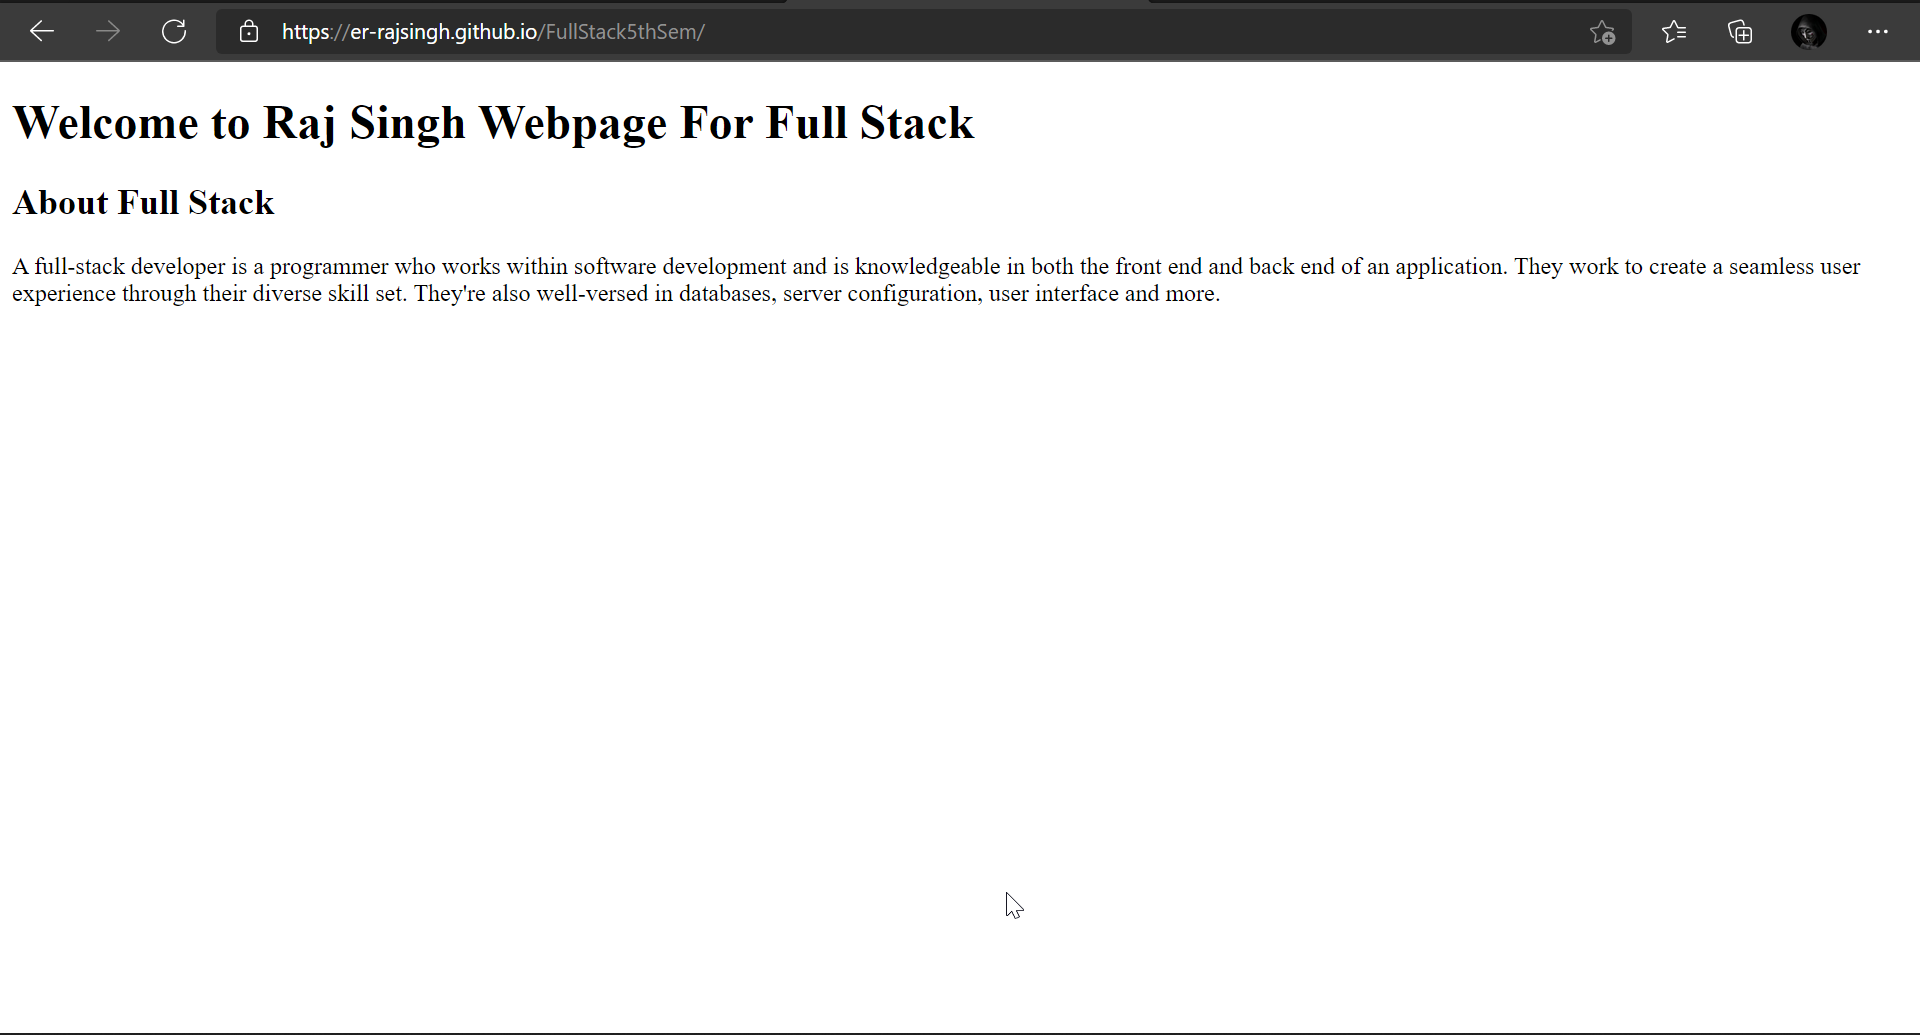 https://er-rajsingh.github.io/FullStack5thSem/
Welcome to Raj Singh Webpage For Full Stack
About Full Stack
A full-stack developer is a programmer who works within software development and is knowledgeable in both the front end and back end of an application. They work to create a seamless user
experience through their diverse skill set. They're also well-versed in databases, server configuration, user interface and more.